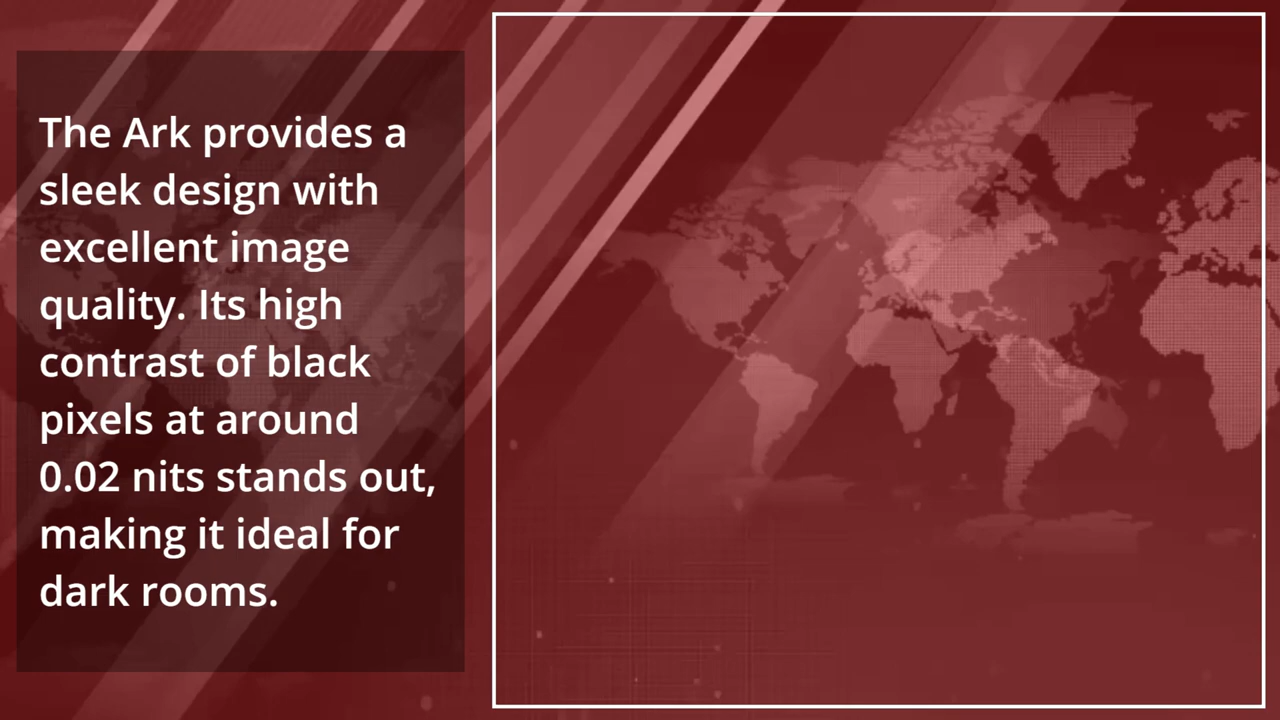 The Ark provides a
sleek design with
excellent image
quality. Its high
contrast of black
pixels at around
0.02 nits stands out,
making it ideal for
dark rooms.